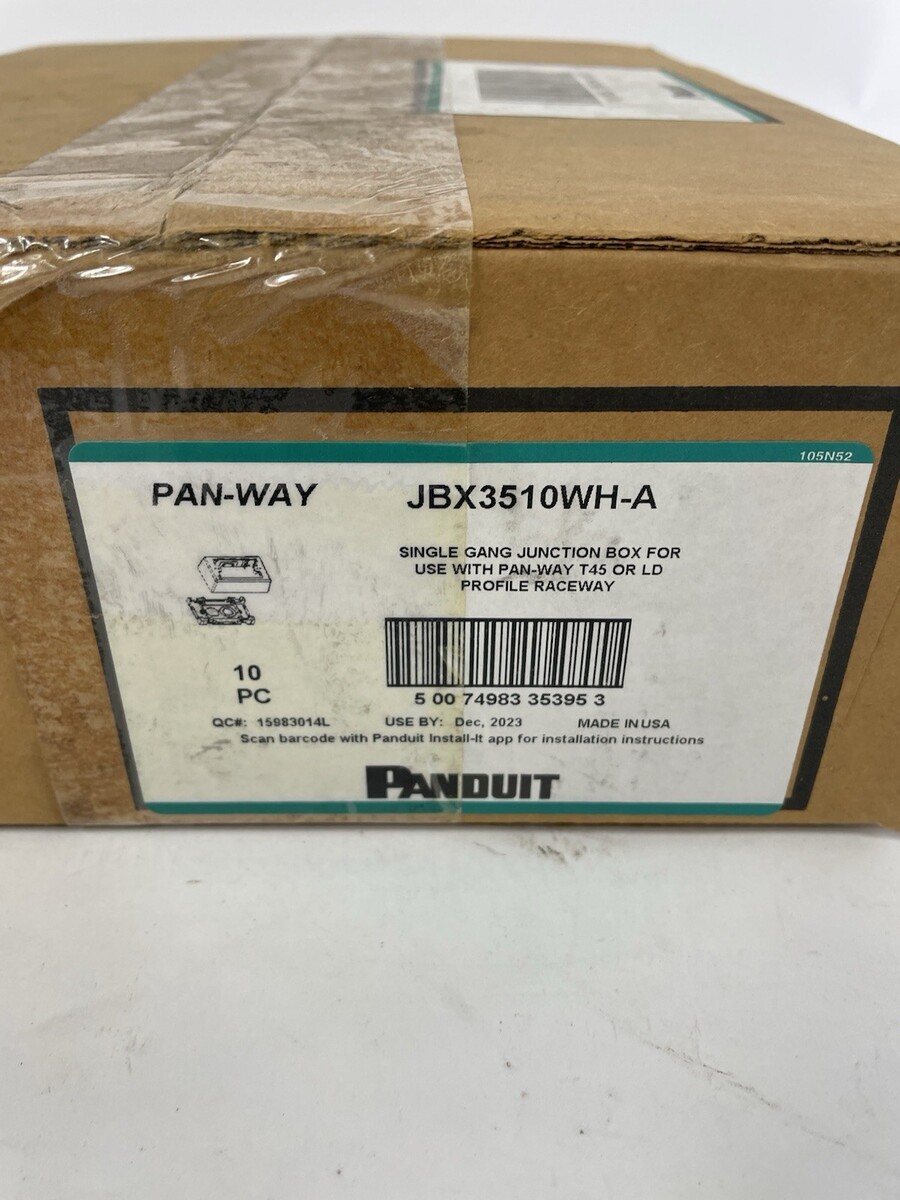 105N52
PAN-WAY JBX3510WH-A
SINGLE GANG JUNCTION BOX FOR
USE WITH PAN-WAY T45 OR LD
PROFILE RACEWAY
10
PC
5 00 74983 35395 3
QC#: 15983014L USE BY: Dec, 2023 MADE IN USA
Scan barcode with Panduit Install-It app for installation instructions
PANDUIT